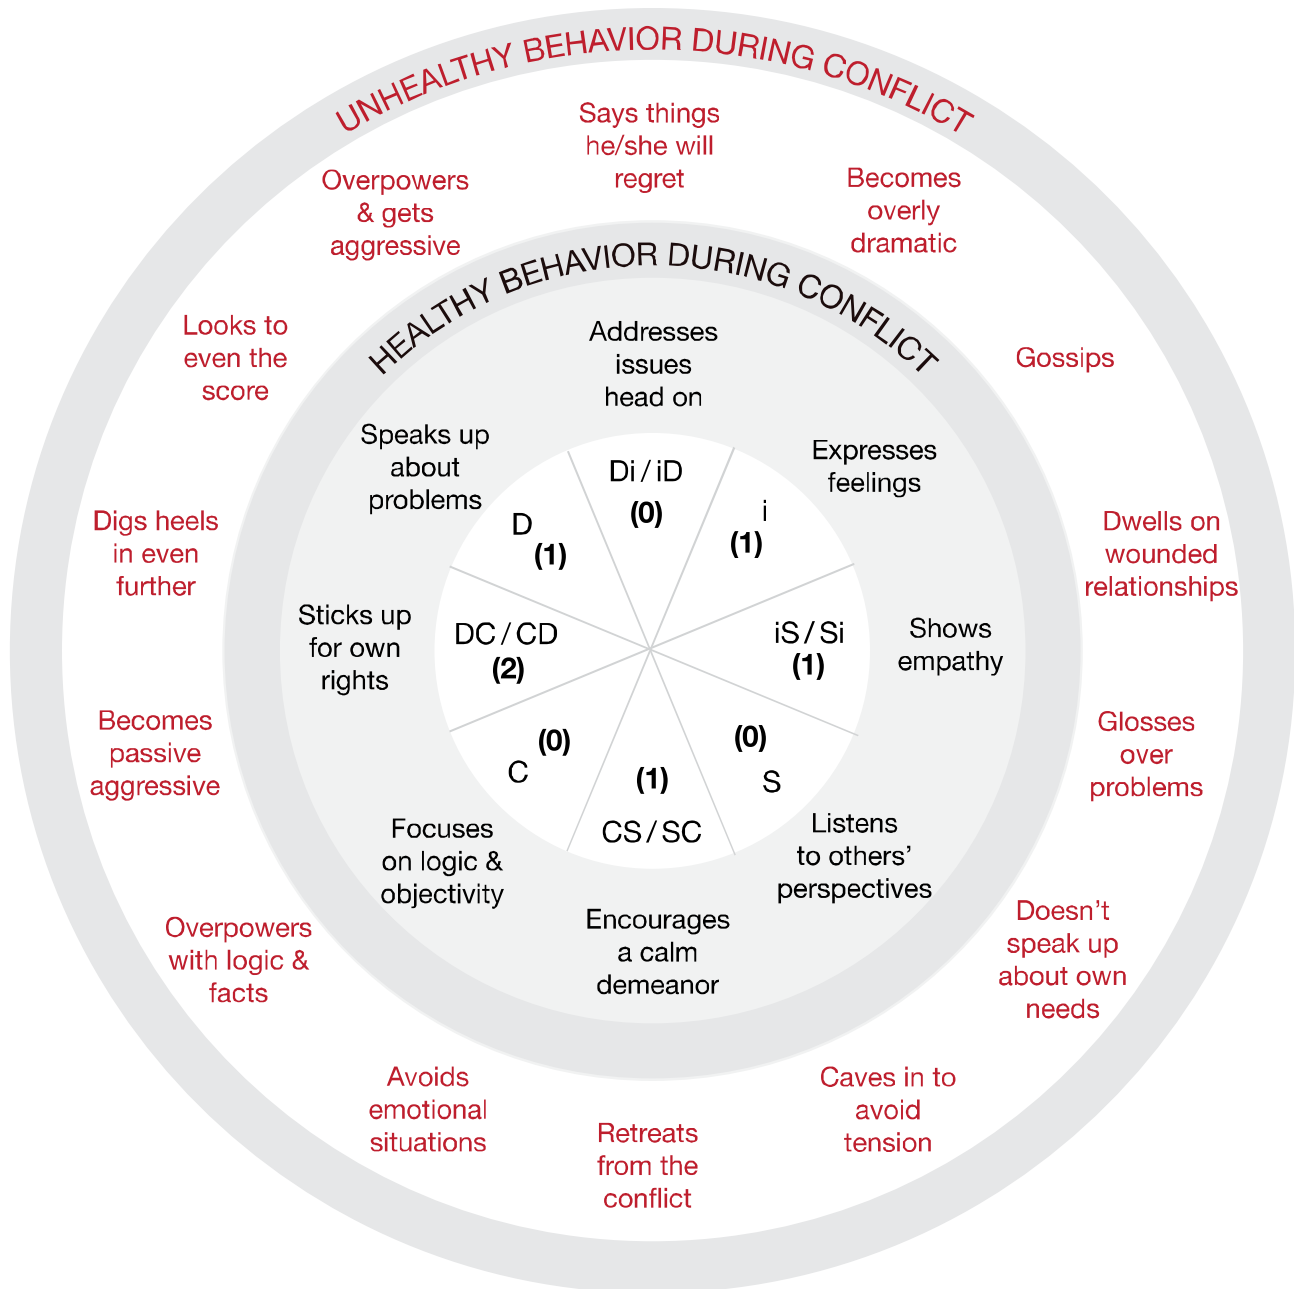 UNHEALTHY BEHAVIOR DURING CONFLICT
Says things
he/she will
regret
Becomes
overly
dramatic
Gossips
Dwells on
wounded
relationships
Glosses
over
problems
Doesn’t
speak up
about own
needs
Caves in to
avoid
tension
Retreats
from the
conflict
Avoids
emotional
situations
Overpowers
with logic &
facts
Becomes
passive
aggressive
Digs heels
in even
further
Looks to
even the
score
Overpowers
& gets
aggressive
HEALTHY BEHAVIOR DURING CONFLICT
Addresses
issues
head on
Expresses
feelings
Shows
empathy
Listens
to others’
perspectives
Encourages
a calm
demeanor
Focuses
on logic &
objectivity
Sticks up
for own
rights
Speaks up
about
problems
Di / iD
(0)
i
(1)
iS / Si
(1)
(0)
S
(1)
CS / SC
(0)
C
DC / CD
(2)
D
(1)